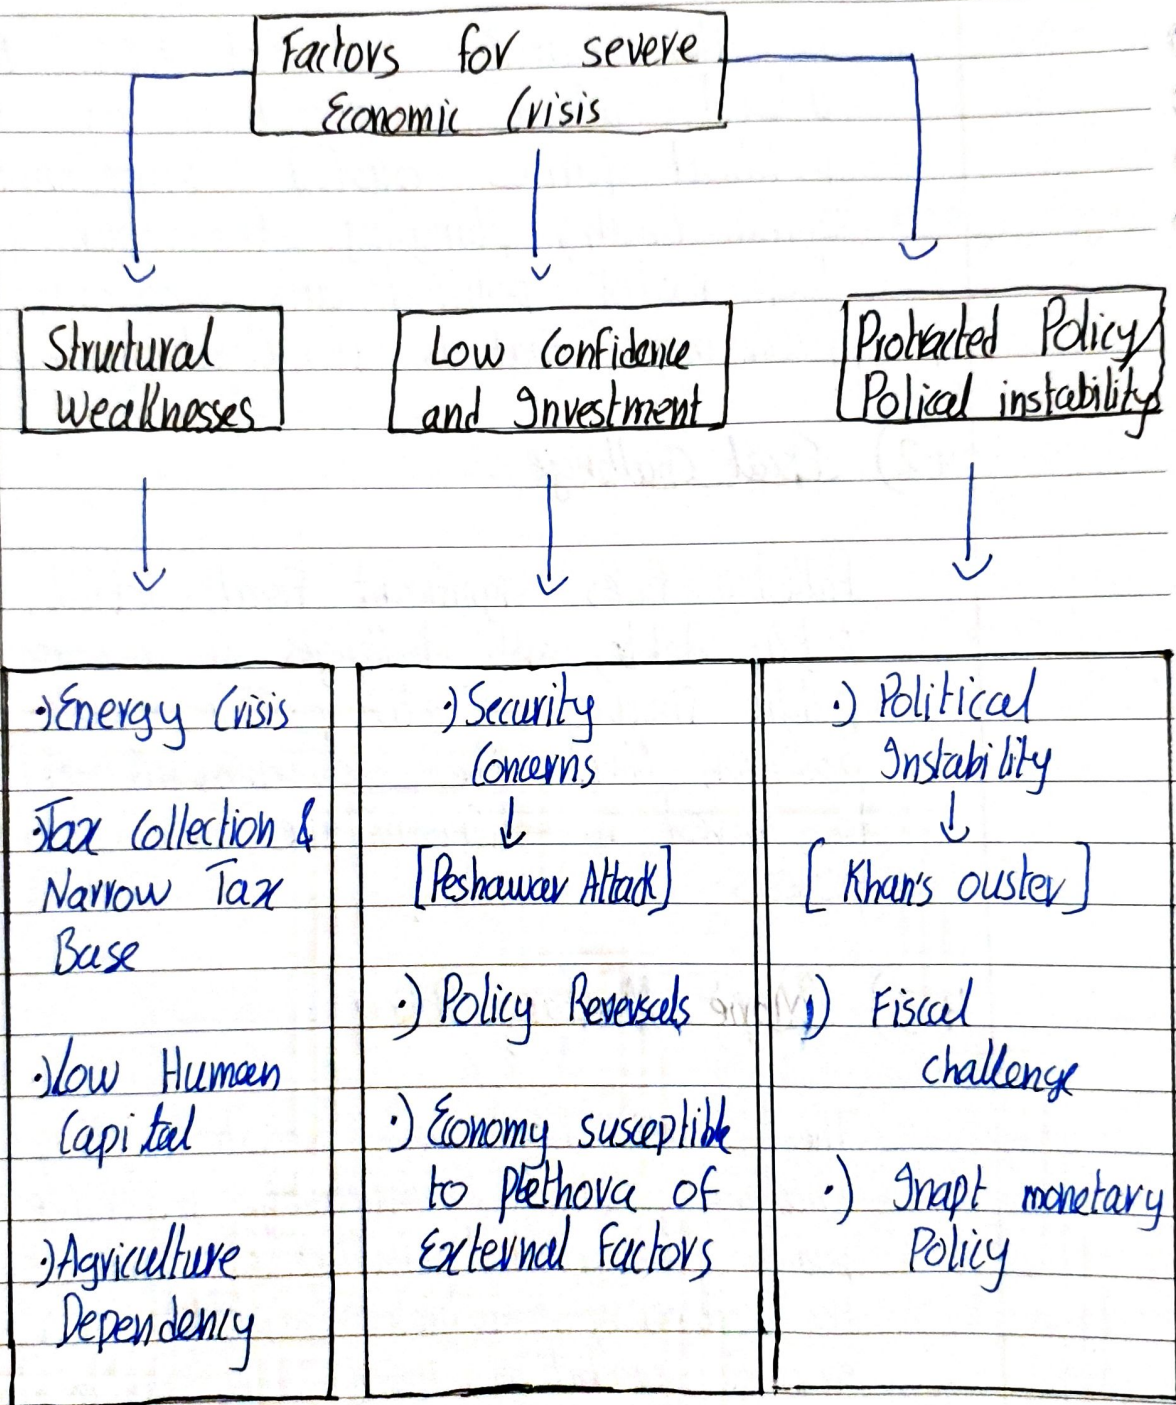 Factors for severe
Economic Crisis
Structural
Weaknesses
Low Confidence
and Investment
Protracted Policy/
Polical instability
•) Energy Crisis
•) Tax Collection &
Narrow Tax
Base
•) Low Human
Capital
•) Agriculture
Dependency
•) Security
Concerns
[Peshawar Attack]
•) Policy Reversals
•) Economy susceptible
to Plethora of
External Factors
•) Political
Instability
[Khan's ouster]
•) Fiscal
challenge
•) Inapt monetary
Policy